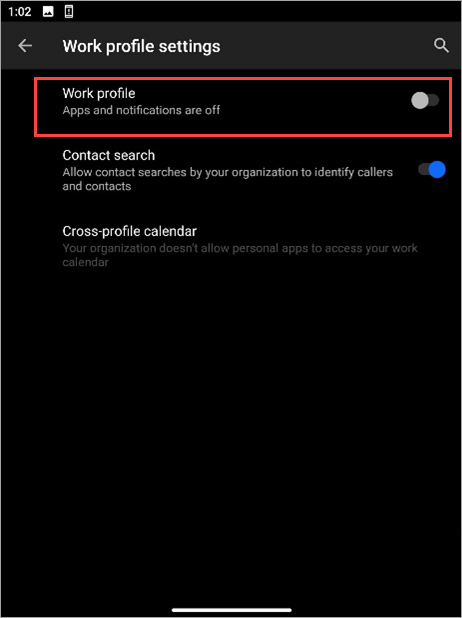 1:02
Work profile settings
Work profile
Apps and notifications are off
Contact search
Allow contact searches by your organization to identify callers
and contacts
Cross-profile calendar
Your organization doesn't allow personal apps to access your work
calendar